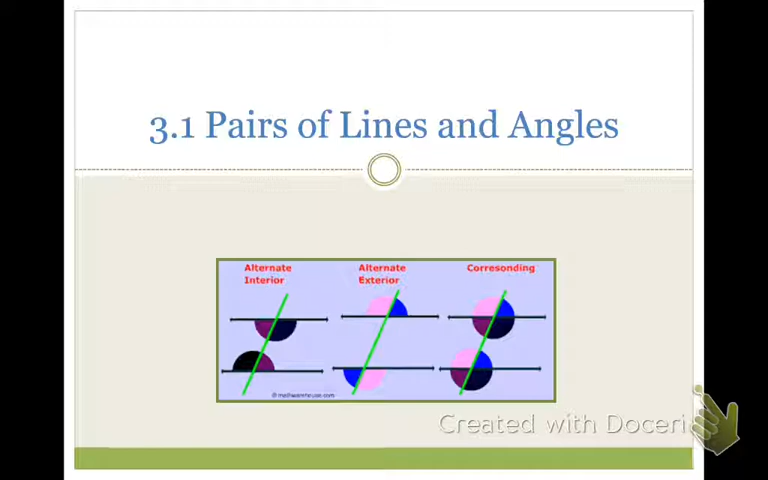 3.1 Pairs of Lines and Angles
Alternate Interior
Alternate Exterior
Corresonding
© mathwarehouse.com
Created with Doceri